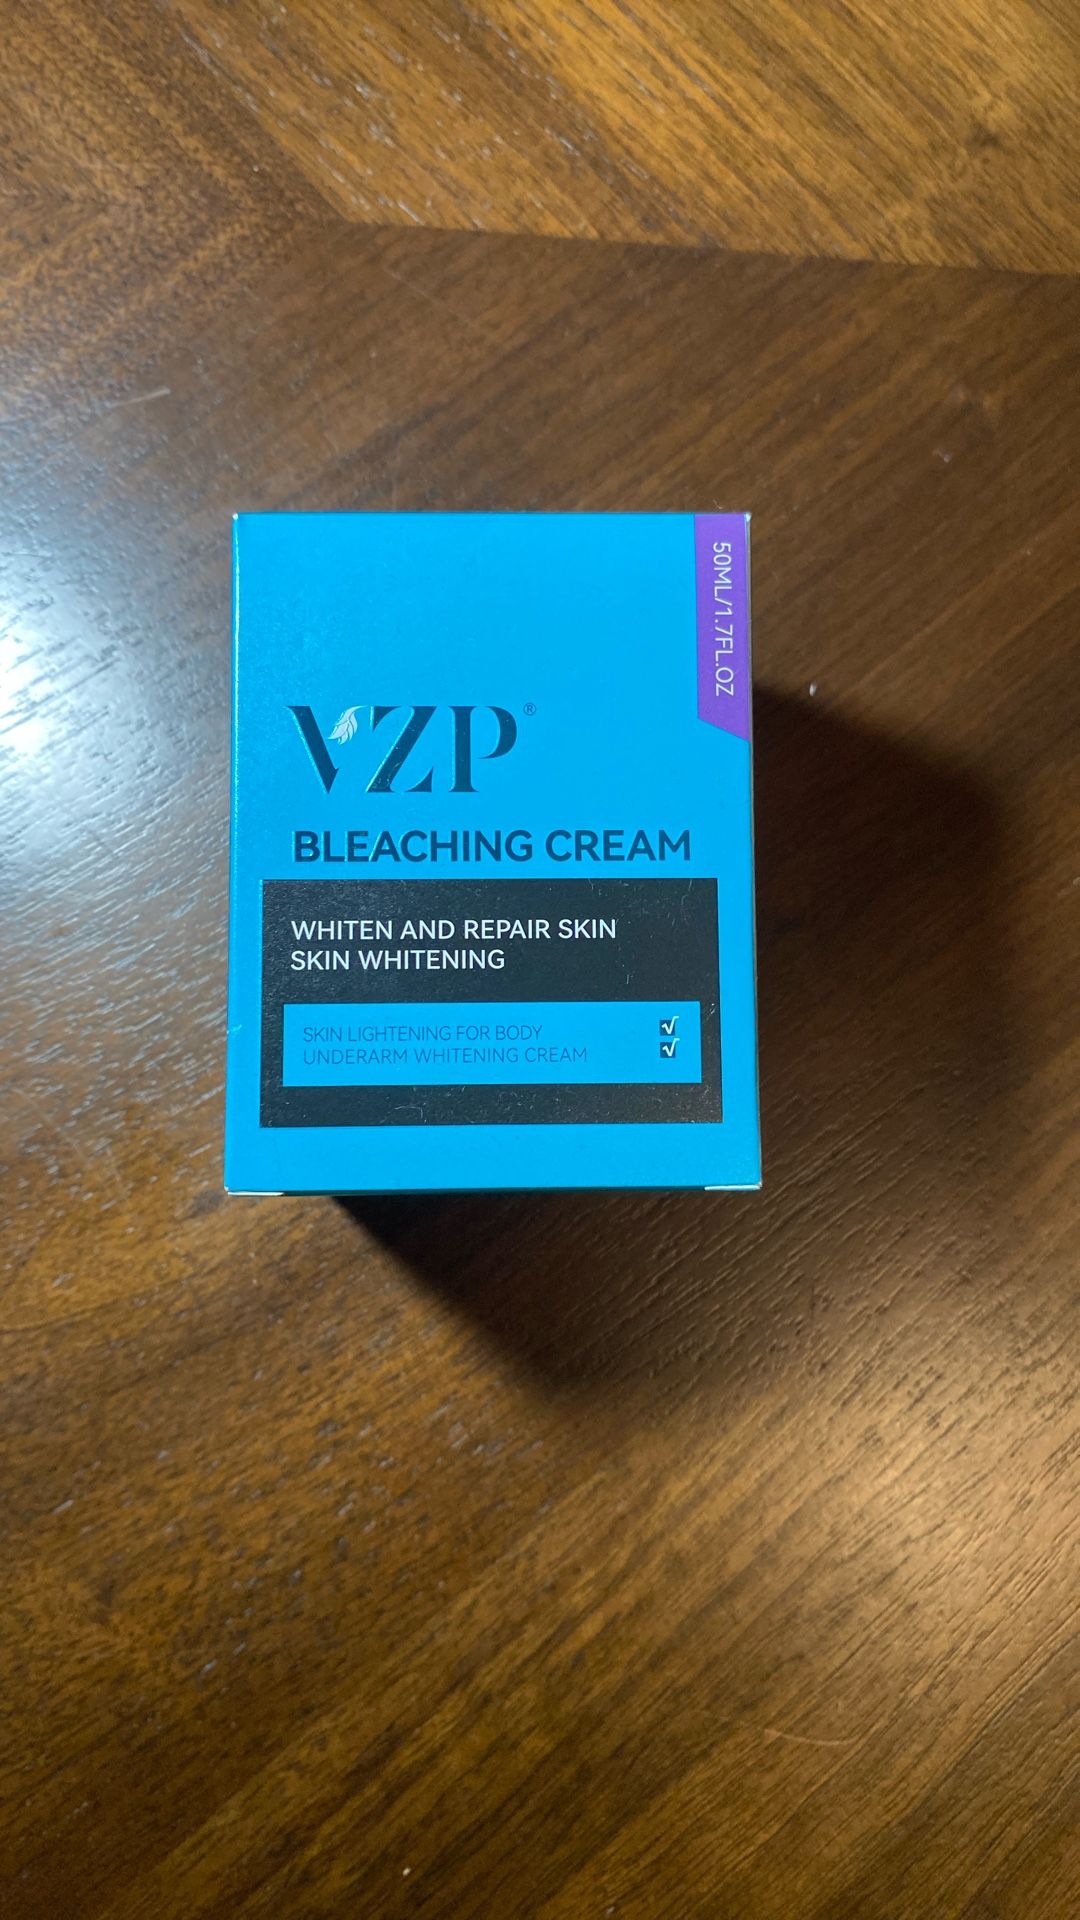 50ML/1.7FL.OZ
VZP®
BLEACHING CREAM
WHITEN AND REPAIR SKIN
SKIN WHITENING
SKIN LIGHTENING FOR BODY
UNDERARM WHITENING CREAM